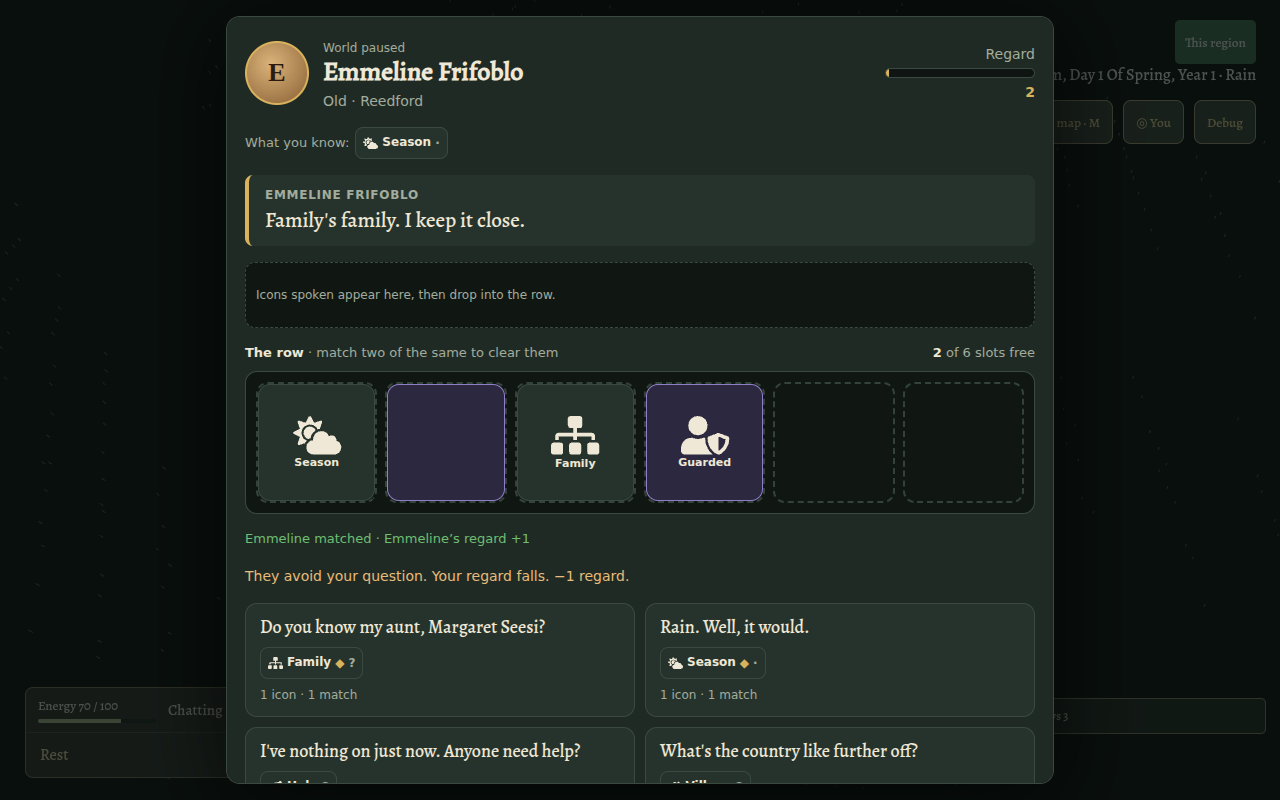 World paused
Emmeline Frifoblo
Old · Reedford
E
Regard
2
This region
Day 1 Of Spring, Year 1 · Rain
map · M
◎ You
Debug
What you know: Season ·
EMMELINE FRIFOBLO
Family's family. I keep it close.
Icons spoken appear here, then drop into the row.
The row · match two of the same to clear them
2 of 6 slots free
Season
Family
Guarded
Emmeline matched · Emmeline’s regard +1
They avoid your question. Your regard falls. −1 regard.
Do you know my aunt, Margaret Seesi?
Family ◆ ?
1 icon · 1 match
Rain. Well, it would.
Season ◆ ·
1 icon · 1 match
I've nothing on just now. Anyone need help?
What's the country like further off?
Energy 70 / 100
Chatting
Rest